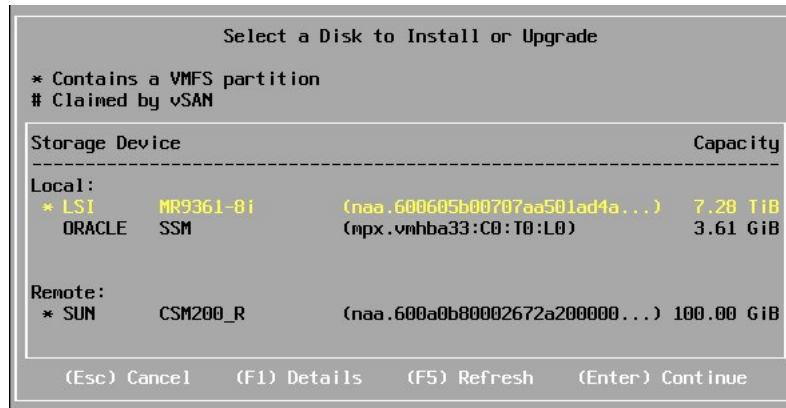 Select a Disk to Install or Upgrade
* Contains a VMFS partition
# Claimed by vSAN
Storage Device Capacity
--------------------------------------------------------------------------------
Local:
* LSI MR9361-8i (naa.600605b00707aa501ad4a...) 7.28 TiB
ORACLE SSM (mpx.vmhba33:C0:T0:L0) 3.61 GiB
Remote:
* SUN CSM200_R (naa.600a0b80002672a200000...) 100.00 GiB
(Esc) Cancel (F1) Details (F5) Refresh (Enter) Continue